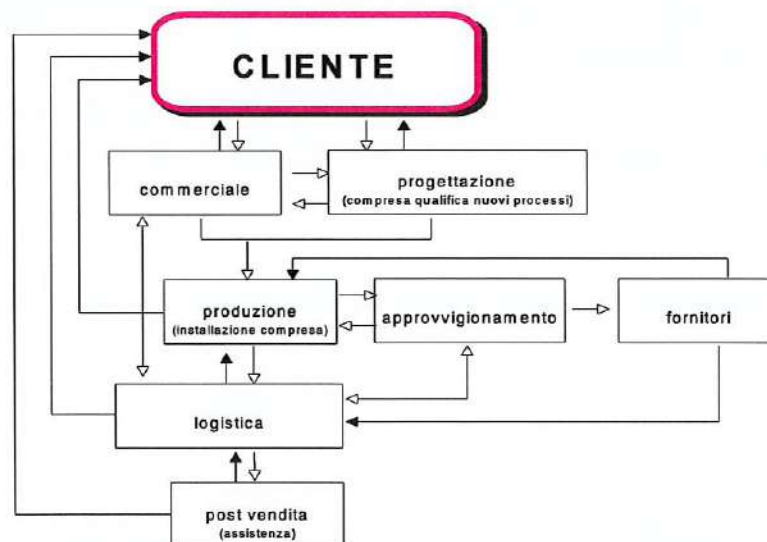 CLIENTE
commerciale
progettazione
(compresa qualifica nuovi processi)
produzione
(installazione compresa)
approvvigionamento
fornitori
logistica
post vendita
(assistenza)